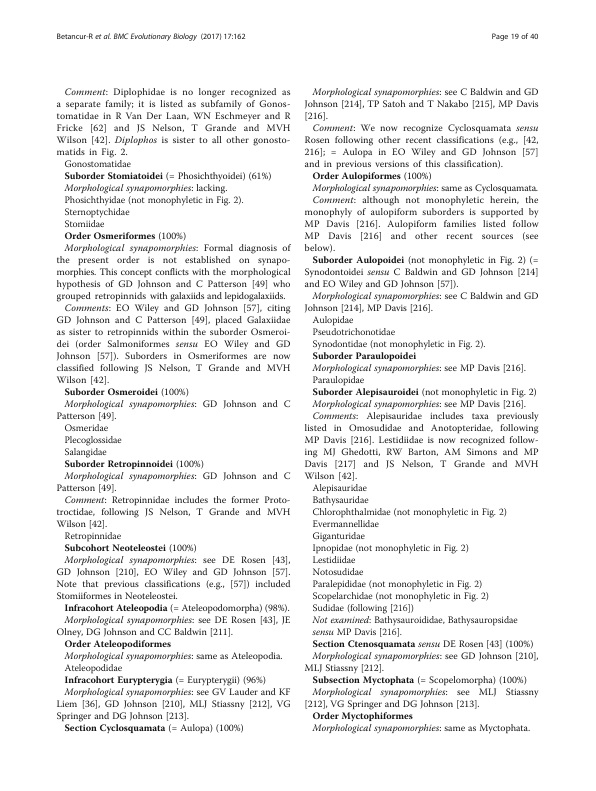 Betancur-R et al. BMC Evolutionary Biology (2017) 17:162
Page 19 of 40
Comment: Diplophidae is no longer recognized as
a separate family; it is listed as subfamily of Gonos-
tomatidae in R Van Der Laan, WN Eschmeyer and R
Fricke [62] and JS Nelson, T Grande and MVH
Wilson [42]. Diplophos is sister to all other gonosto-
matids in Fig. 2.
Gonostomatidae
Suborder Stomiatoidei (= Phosichthyoidei) (61%)
Morphological synapomorphies: lacking.
Phosichthyidae (not monophyletic in Fig. 2).
Sternoptychidae
Stomiidae
Order Osmeriformes (100%)
Morphological synapomorphies: Formal diagnosis of
the present order is not established on synapo-
morphies. This concept conflicts with the morphological
hypothesis of GD Johnson and C Patterson [49] who
grouped retropinnids with galaxiids and lepidogalaxiids.
Comments: EO Wiley and GD Johnson [57], citing
GD Johnson and C Patterson [49], placed Galaxiidae
as sister to retropinnids within the suborder Osmeroi-
dei (order Salmoniformes sensu EO Wiley and GD
Johnson [57]). Suborders in Osmeriformes are now
classified following JS Nelson, T Grande and MVH
Wilson [42].
Suborder Osmeroidei (100%)
Morphological synapomorphies: GD Johnson and C
Patterson [49].
Osmeridae
Plecoglossidae
Salangidae
Suborder Retropinnoidei (100%)
Morphological synapomorphies: GD Johnson and C
Patterson [49].
Comment: Retropinnidae includes the former Proto-
troctidae, following JS Nelson, T Grande and MVH
Wilson [42].
Retropinnidae
Subcohort Neoteleostei (100%)
Morphological synapomorphies: see DE Rosen [43],
GD Johnson [210], EO Wiley and GD Johnson [57].
Note that previous classifications (e.g., [57]) included
Stomiiformes in Neoteleostei.
Infracohort Ateleopodia (= Ateleopodomorpha) (98%).
Morphological synapomorphies: see DE Rosen [43], JE
Olney, DG Johnson and CC Baldwin [211].
Order Ateleopodiformes
Morphological synapomorphies: same as Ateleopodia.
Ateleopodidae
Infracohort Eurypterygia (= Eurypterygii) (96%)
Morphological synapomorphies: see GV Lauder and KF
Liem [36], GD Johnson [210], MLJ Stiassny [212], VG
Springer and DG Johnson [213].
Section Cyclosquamata (= Aulopa) (100%)
Morphological synapomorphies: see C Baldwin and GD
Johnson [214], TP Satoh and T Nakabo [215], MP Davis
[216].
Comment: We now recognize Cyclosquamata sensu
Rosen following other recent classifications (e.g., [42,
216]; = Aulopa in EO Wiley and GD Johnson [57]
and in previous versions of this classification).
Order Aulopiformes (100%)
Morphological synapomorphies: same as Cyclosquamata.
Comment: although not monophyletic herein, the
monophyly of aulopiform suborders is supported by
MP Davis [216]. Aulopiform families listed follow
MP Davis [216] and other recent sources (see
below).
Suborder Aulopoidei (not monophyletic in Fig. 2) (=
Synodontoidei sensu C Baldwin and GD Johnson [214]
and EO Wiley and GD Johnson [57]).
Morphological synapomorphies: see C Baldwin and GD
Johnson [214], MP Davis [216].
Aulopidae
Pseudotrichonotidae
Synodontidae (not monophyletic in Fig. 2).
Suborder Paraulopoidei
Morphological synapomorphies: see MP Davis [216].
Paraulopidae
Suborder Alepisauroidei (not monophyletic in Fig. 2)
Morphological synapomorphies: see MP Davis [216].
Comments: Alepisauridae includes taxa previously
listed in Omosudidae and Anotopteridae, following
MP Davis [216]. Lestidiidae is now recognized follow-
ing MJ Ghedotti, RW Barton, AM Simons and MP
Davis [217] and JS Nelson, T Grande and MVH
Wilson [42].
Alepisauridae
Bathysauridae
Chlorophthalmidae (not monophyletic in Fig. 2)
Evermannellidae
Giganturidae
Ipnopidae (not monophyletic in Fig. 2)
Lestidiidae
Notosudidae
Paralepididae (not monophyletic in Fig. 2)
Scopelarchidae (not monophyletic in Fig. 2)
Sudidae (following [216])
Not examined: Bathysauroididae, Bathysauropsidae
sensu MP Davis [216].
Section Ctenosquamata sensu DE Rosen [43] (100%)
Morphological synapomorphies: see GD Johnson [210],
MLJ Stiassny [212].
Subsection Myctophata (= Scopelomorpha) (100%)
Morphological synapomorphies: see MLJ Stiassny
[212], VG Springer and DG Johnson [213].
Order Myctophiformes
Morphological synapomorphies: same as Myctophata.